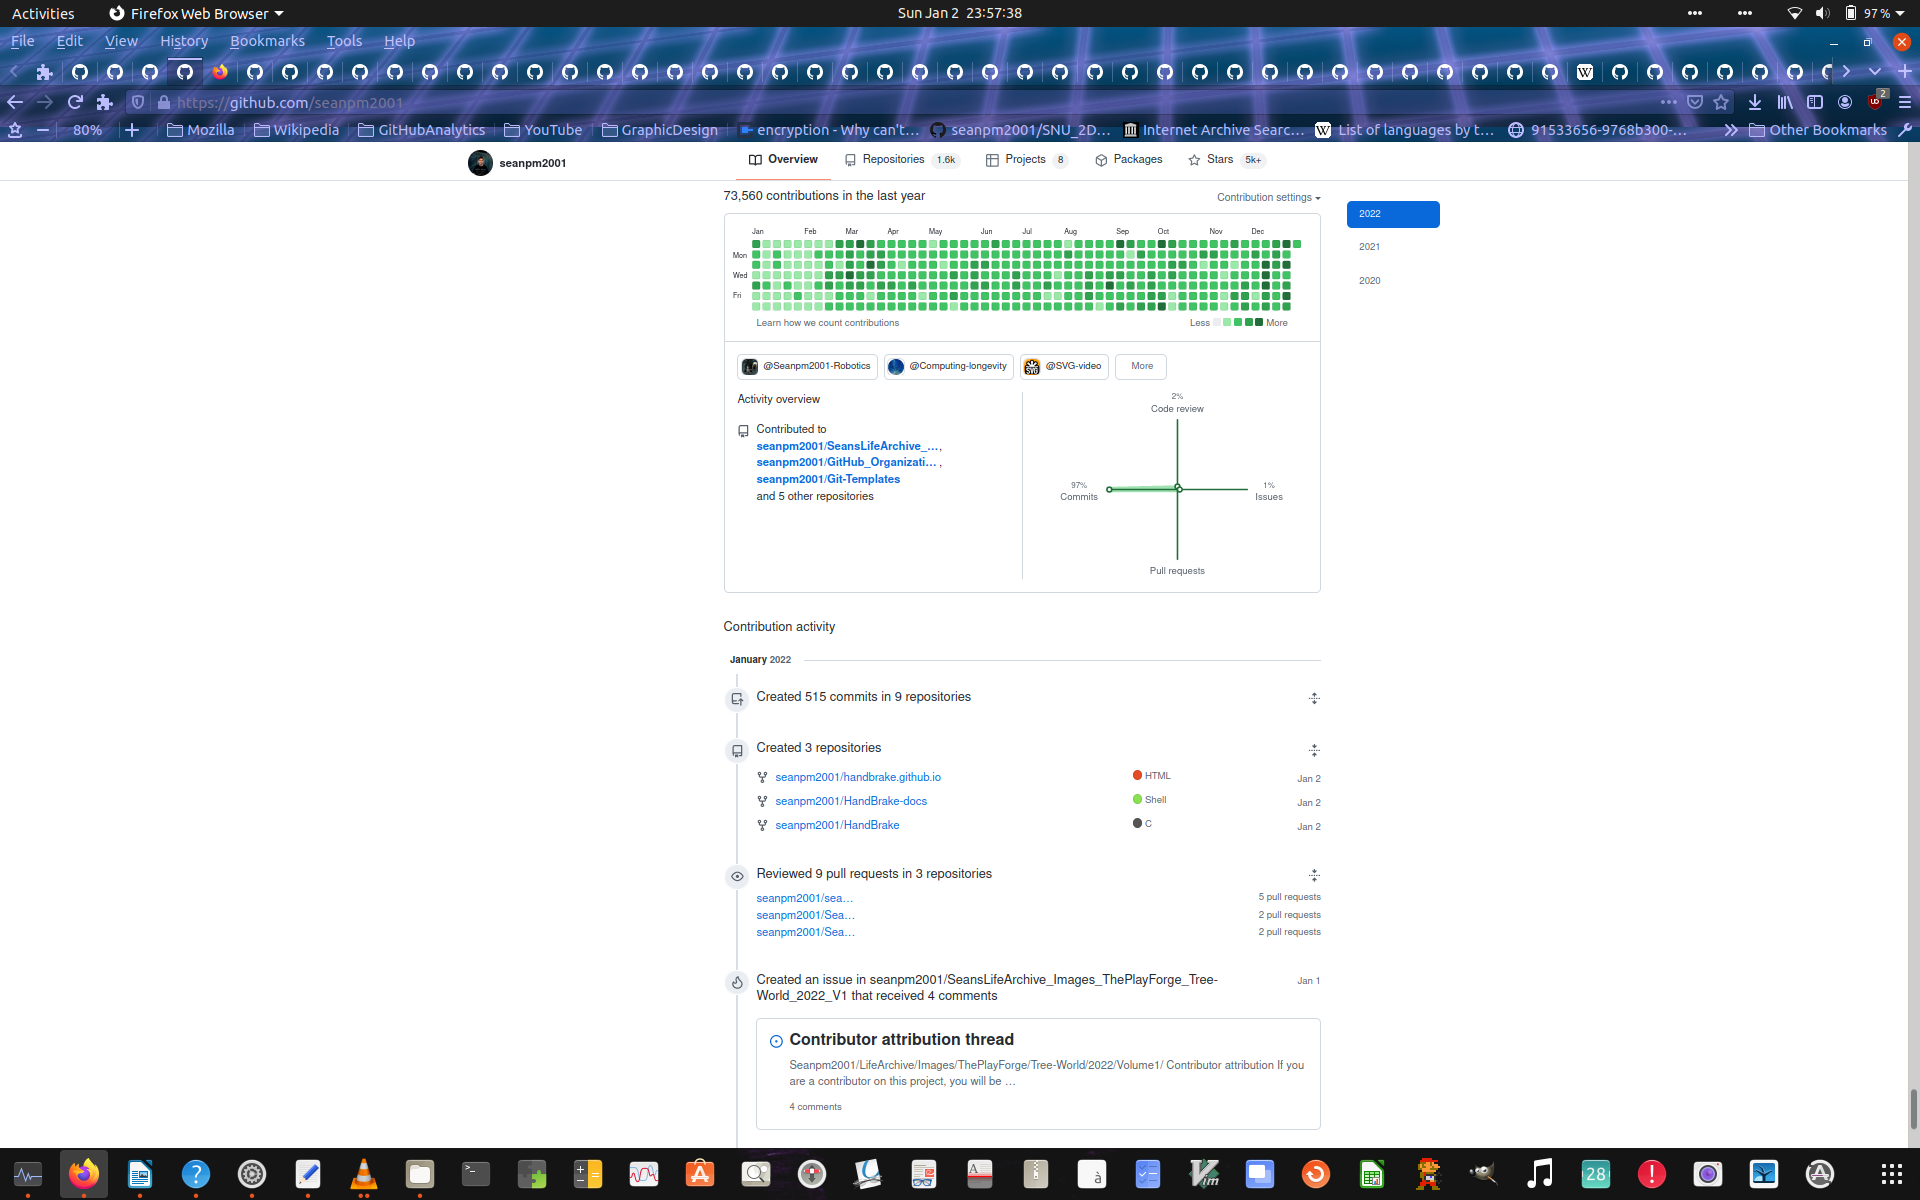 Activities Firefox Web Browser Sun Jan 2 23:57:38 97 %
File Edit View History Bookmarks Tools Help
https://github.com/seanpm2001 2
80% Mozilla Wikipedia GitHubAnalytics YouTube GraphicDesign encryption - Why can't... seanpm2001/SNU_2D... Internet Archive Searc... List of languages by t... 91533656-9768b300-... Other Bookmarks
seanpm2001 Overview Repositories 1.6k Projects 8 Packages Stars 5k+
73,560 contributions in the last year Contribution settings
2022
2021
2020
Jan Feb Mar Apr May Jun Jul Aug Sep Oct Nov Dec
Mon
Wed
Fri
Learn how we count contributions Less More
@Seanpm2001-Robotics @Computing-longevity @SVG-video More
Activity overview
Contributed to
seanpm2001/SeansLifeArchive_...,
seanpm2001/GitHub_Organizati... ,
seanpm2001/Git-Templates
and 5 other repositories
2%
Code review
97%
Commits
1%
Issues
Pull requests
Contribution activity
January 2022
Created 515 commits in 9 repositories
Created 3 repositories
seanpm2001/handbrake.github.io HTML Jan 2
seanpm2001/HandBrake-docs Shell Jan 2
seanpm2001/HandBrake C Jan 2
Reviewed 9 pull requests in 3 repositories
seanpm2001/sea... 5 pull requests
seanpm2001/Sea... 2 pull requests
seanpm2001/Sea... 2 pull requests
Created an issue in seanpm2001/SeansLifeArchive_Images_ThePlayForge_Tree- Jan 1
World_2022_V1 that received 4 comments
Contributor attribution thread
Seanpm2001/LifeArchive/Images/ThePlayForge/Tree-World/2022/Volume1/ Contributor attribution If you
are a contributor on this project, you will be ...
4 comments
28